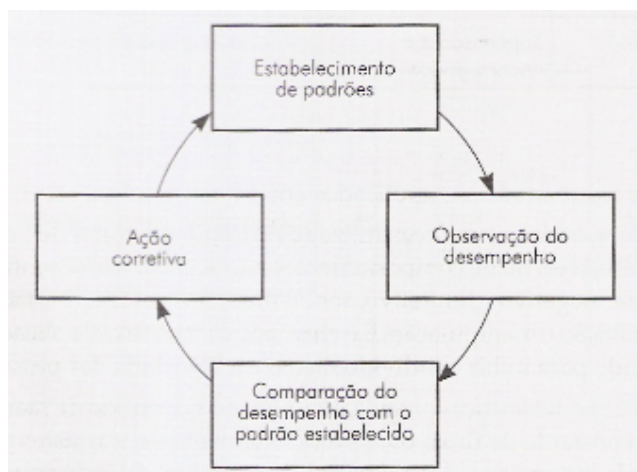 Estabelecimento
de padrões
Ação
corretiva
Observação do
desempenho
Comparação do
desempenho com o
padrão estabelecido